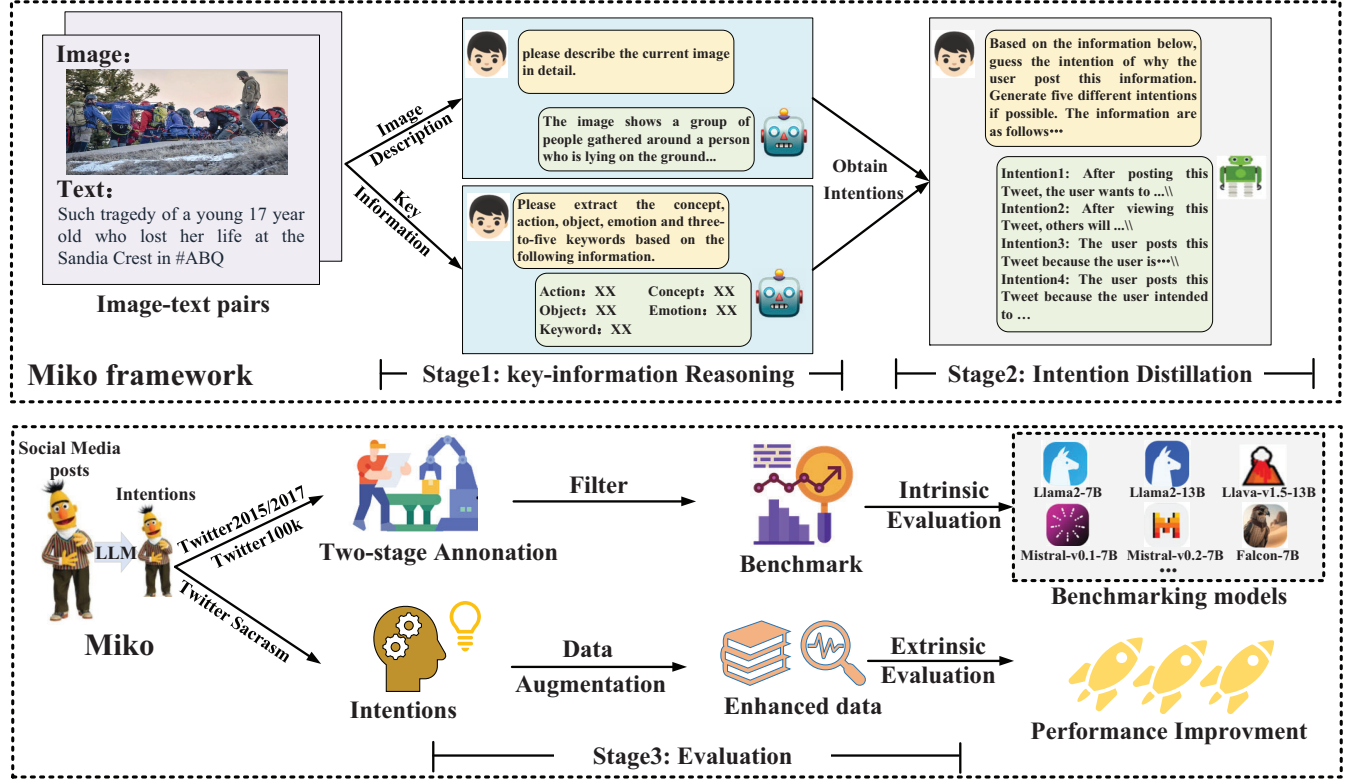 Image:
Text:
Such tragedy of a young 17 year
old who lost her life at the
Sandia Crest in #ABQ
Image-text pairs
Miko framework
Image
Description
Key
Information
please describe the current image
in detail.
The image shows a group of
people gathered around a person
who is lying on the ground...
Please extract the concept,
action, object, emotion and three-
to-five keywords based on the
following information.
Action: XX Concept: XX
Object: XX Emotion: XX
Keyword: XX
Stage1: key-information Reasoning
Obtain
Intentions
Based on the information below,
guess the intention of why the
user post this information.
Generate five different intentions
if possible. The information are
as follows···
Intention1: After posting this
Tweet, the user wants to ...\\
Intention2: After viewing this
Tweet, others will ...\\
Intention3: The user posts this
Tweet because the user is···\\
Intention4: The user posts this
Tweet because the user intended
to …
Stage2: Intention Distillation
Social Media
posts
Intentions
LLM
Miko
Twitter2015/2017
Twitter100k
Twitter Sacrasm
Two-stage Annonation
Filter
Benchmark
Intrinsic
Evaluation
Llama2-7B Llama2-13B Llava-v1.5-13B
Mistral-v0.1-7B Mistral-v0.2-7B Falcon-7B
•••
Benchmarking models
Intentions
Data
Augmentation
Enhanced data
Extrinsic
Evaluation
Performance Improvment
Stage3: Evaluation